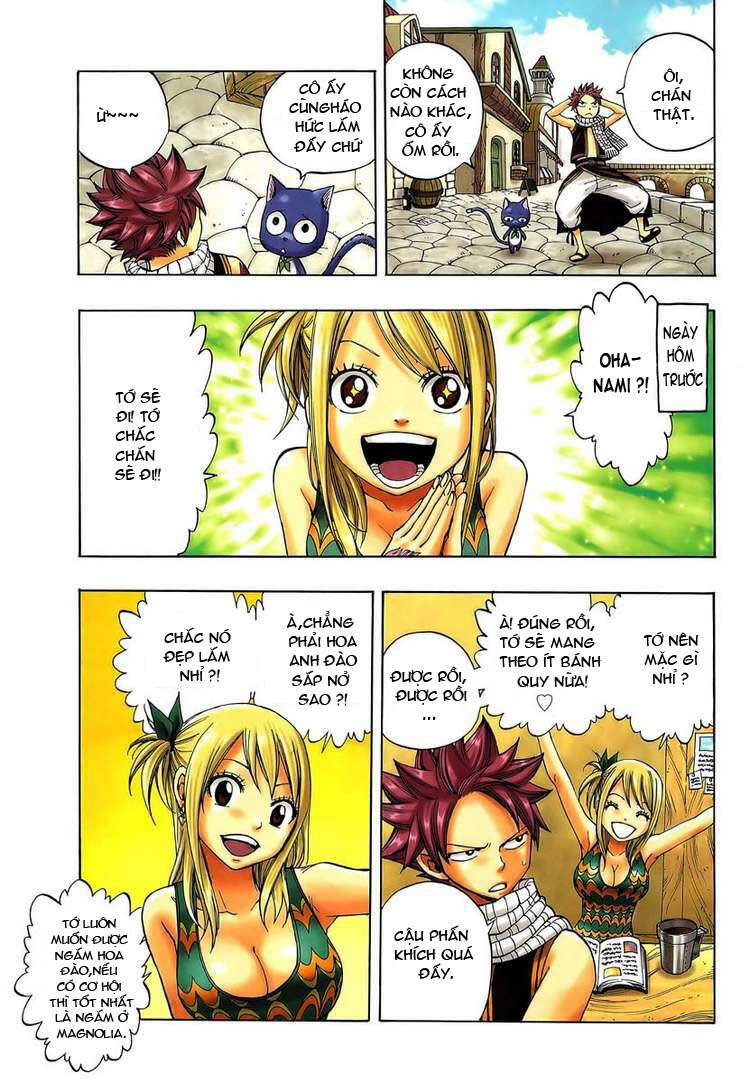 ÔI,
CHÁN
THẬT.
KHÔNG
CÒN CÁCH
NÀO KHÁC,
CÔ ẤY
ỐM RỒI.
CÔ ẤY
CŨNGHÁO
HỨC LẮM
ĐẤY CHỨ
Ừ~~~
NGÀY
HÔM
TRƯỚC
OHA-
NAMI ?!
TỚ SẼ
ĐI! TỚ
CHẮC
CHẮN
SẼ ĐI!!
TỚ NÊN
MẶC GÌ
NHỈ ?
À! ĐÚNG RỒI,
TỚ SẼ MANG
THEO ÍT BÁNH
QUY NỮA!
♡
ĐƯỢC RỒI,
ĐƯỢC RỒI
...
CẬU PHẤN
KHÍCH QUÁ
ĐẤY.
À,CHẲNG
PHẢI HOA
ANH ĐÀO
SẮP NỞ
SAO ?!
CHẮC NÓ
ĐẸP LẮM
NHỈ ?!
TỚ LUÔN
MUỐN ĐƯỢC
NGẮM HOA
ĐÀO,NẾU
CÓ CƠ HỘI
THÌ TỐT NHẤT
LÀ NGẮM Ở
MAGNOLIA.